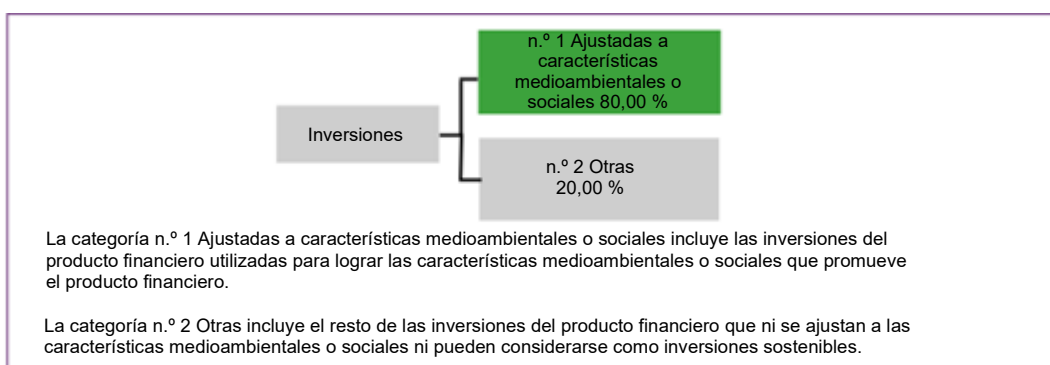 n.º 1 Ajustadas a
características
medioambientales o
sociales 80,00 %
Inversiones
n.º 2 Otras
20,00 %
La categoría n.º 1 Ajustadas a características medioambientales o sociales incluye las inversiones del
producto financiero utilizadas para lograr las características medioambientales o sociales que promueve
el producto financiero.
La categoría n.º 2 Otras incluye el resto de las inversiones del producto financiero que ni se ajustan a las
características medioambientales o sociales ni pueden considerarse como inversiones sostenibles.